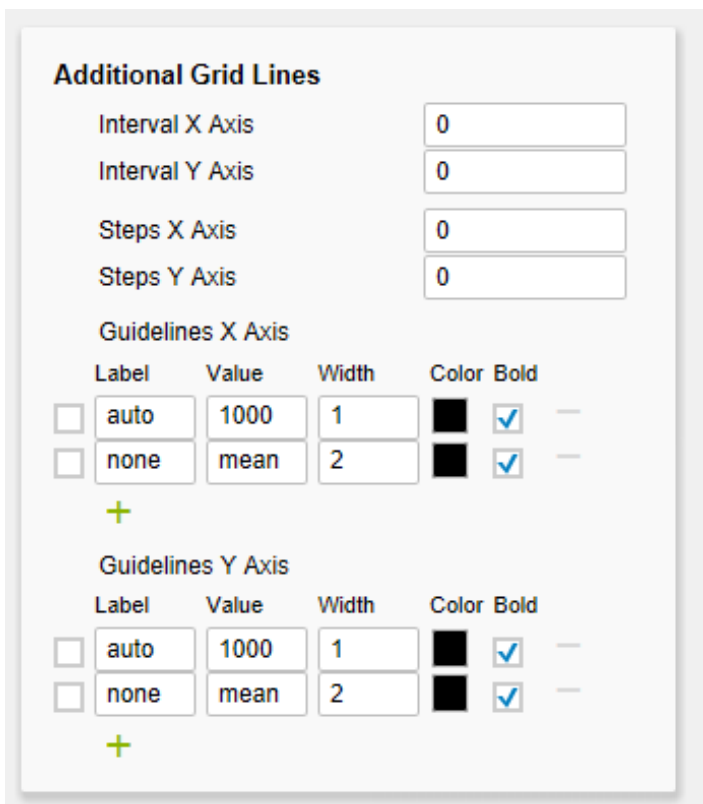 Additional Grid Lines
Interval X Axis 0
Interval Y Axis 0
Steps X Axis 0
Steps Y Axis 0
Guidelines X Axis
Label Value Width Color Bold
auto 1000 1
none mean 2
+
Guidelines Y Axis
Label Value Width Color Bold
auto 1000 1
none mean 2
+